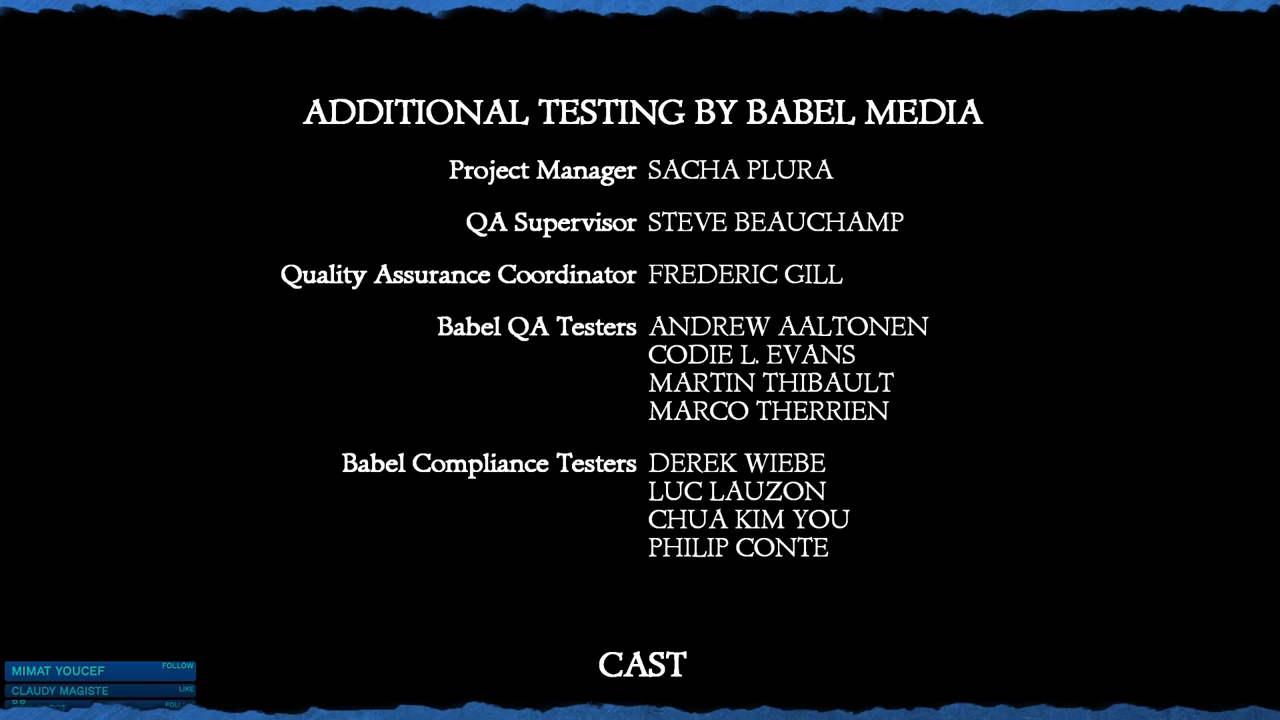 ADDITIONAL TESTING BY BABEL MEDIA
Project Manager SACHA PLURA
QA Supervisor STEVE BEAUCHAMP
Quality Assurance Coordinator FREDERIC GILL
Babel QA Testers ANDREW AALTONEN
CODIE L. EVANS
MARTIN THIBAULT
MARCO THERRIEN
Babel Compliance Testers DEREK WIEBE
LUC LAUZON
CHUA KIM YOU
PHILIP CONTE
CAST
MIMAT YOUCEF FOLLOW
CLAUDY MAGISTE LIKE